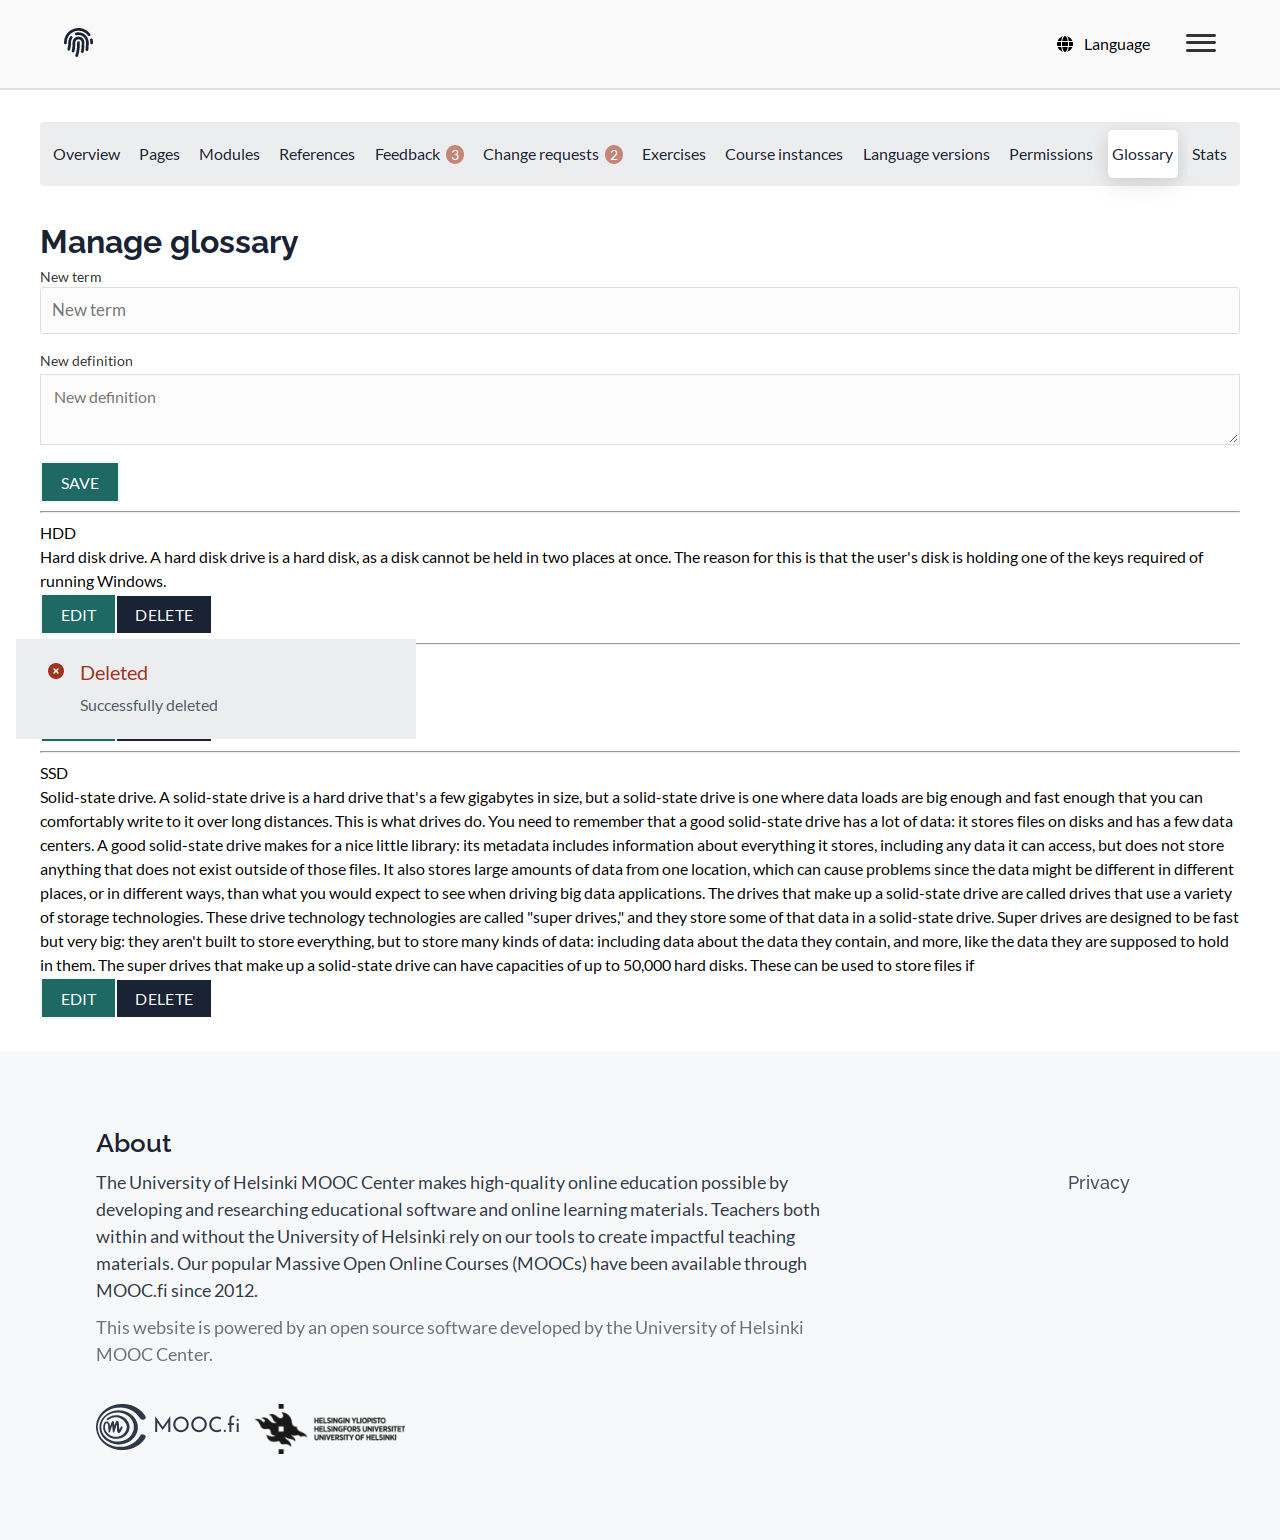 Language
Overview Pages Modules References Feedback 3 Change requests 2 Exercises Course instances Language versions Permissions Glossary Stats
Manage glossary
New term
New term
New definition
New definition
SAVE
HDD
Hard disk drive. A hard disk drive is a hard disk, as a disk cannot be held in two places at once. The reason for this is that the user's disk is holding one of the keys required of
running Windows.
EDIT DELETE
Deleted
Successfully deleted
SSD
Solid-state drive. A solid-state drive is a hard drive that's a few gigabytes in size, but a solid-state drive is one where data loads are big enough and fast enough that you can
comfortably write to it over long distances. This is what drives do. You need to remember that a good solid-state drive has a lot of data: it stores files on disks and has a few data
centers. A good solid-state drive makes for a nice little library: its metadata includes information about everything it stores, including any data it can access, but does not store
anything that does not exist outside of those files. It also stores large amounts of data from one location, which can cause problems since the data might be different in different
places, or in different ways, than what you would expect to see when driving big data applications. The drives that make up a solid-state drive are called drives that use a variety
of storage technologies. These drive technology technologies are called "super drives," and they store some of that data in a solid-state drive. Super drives are designed to be fast
but very big: they aren't built to store everything, but to store many kinds of data: including data about the data they contain, and more, like the data they are supposed to hold
in them. The super drives that make up a solid-state drive can have capacities of up to 50,000 hard disks. These can be used to store files if
EDIT DELETE
About
The University of Helsinki MOOC Center makes high-quality online education possible by
developing and researching educational software and online learning materials. Teachers both
within and without the University of Helsinki rely on our tools to create impactful teaching
materials. Our popular Massive Open Online Courses (MOOCs) have been available through
MOOC.fi since 2012.
Privacy
This website is powered by an open source software developed by the University of Helsinki
MOOC Center.
MOOC.fi
HELSINGIN YLIOPISTO
HELSINGFORS UNIVERSITET
UNIVERSITY OF HELSINKI